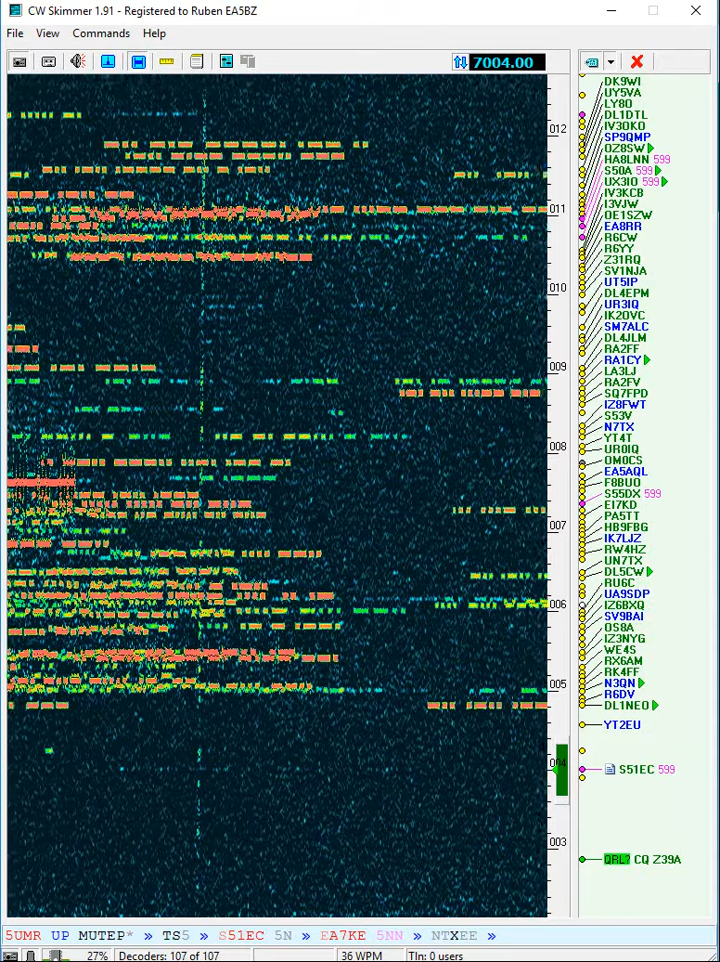 CW Skimmer 1.91 - Registered to Ruben EA5BZ
File View Commands Help
7004.00
012
011
010
009
008
007
006
005
004
003
DK9WI
UY5VA
LY8O
DL1DTL
IV3OKO
SP9QMP
OZ8SW
HA8LNN 599
S50A 599
UX3IO 599
IV3KCB
I3VJW
OE1SZW
EA8RR
R6CW
R6YY
Z31RQ
SV1NJA
UT5IP
DL4EPM
UR3IQ
IK2OVC
SM7ALC
DL4JLM
RA2FF
RA1CY
LA3LJ
RA2FV
SQ7FPD
IZ8FWT
S53V
N7TX
YT4T
UR0IQ
OM0CS
EA5AQL
F8BUO
S55DX 599
EI7KD
PA5TT
HB9FBG
IK7LJZ
RW4HZ
UN7TX
DL5CW
RU6C
UA9SDP
IZ6BXQ
SV9BAI
OS8A
IZ3NYG
WE4S
RX6AM
RK4FF
N3QN
R6DV
DL1NEO
YT2EU
S51EC 599
QRL? CQ Z39A
5UMR UP MUTEP* » TS5 » S51EC 5N » EA7KE 5NN » NTXEE »
27% Decoders: 107 of 107 36 WPM Tln: 0 users